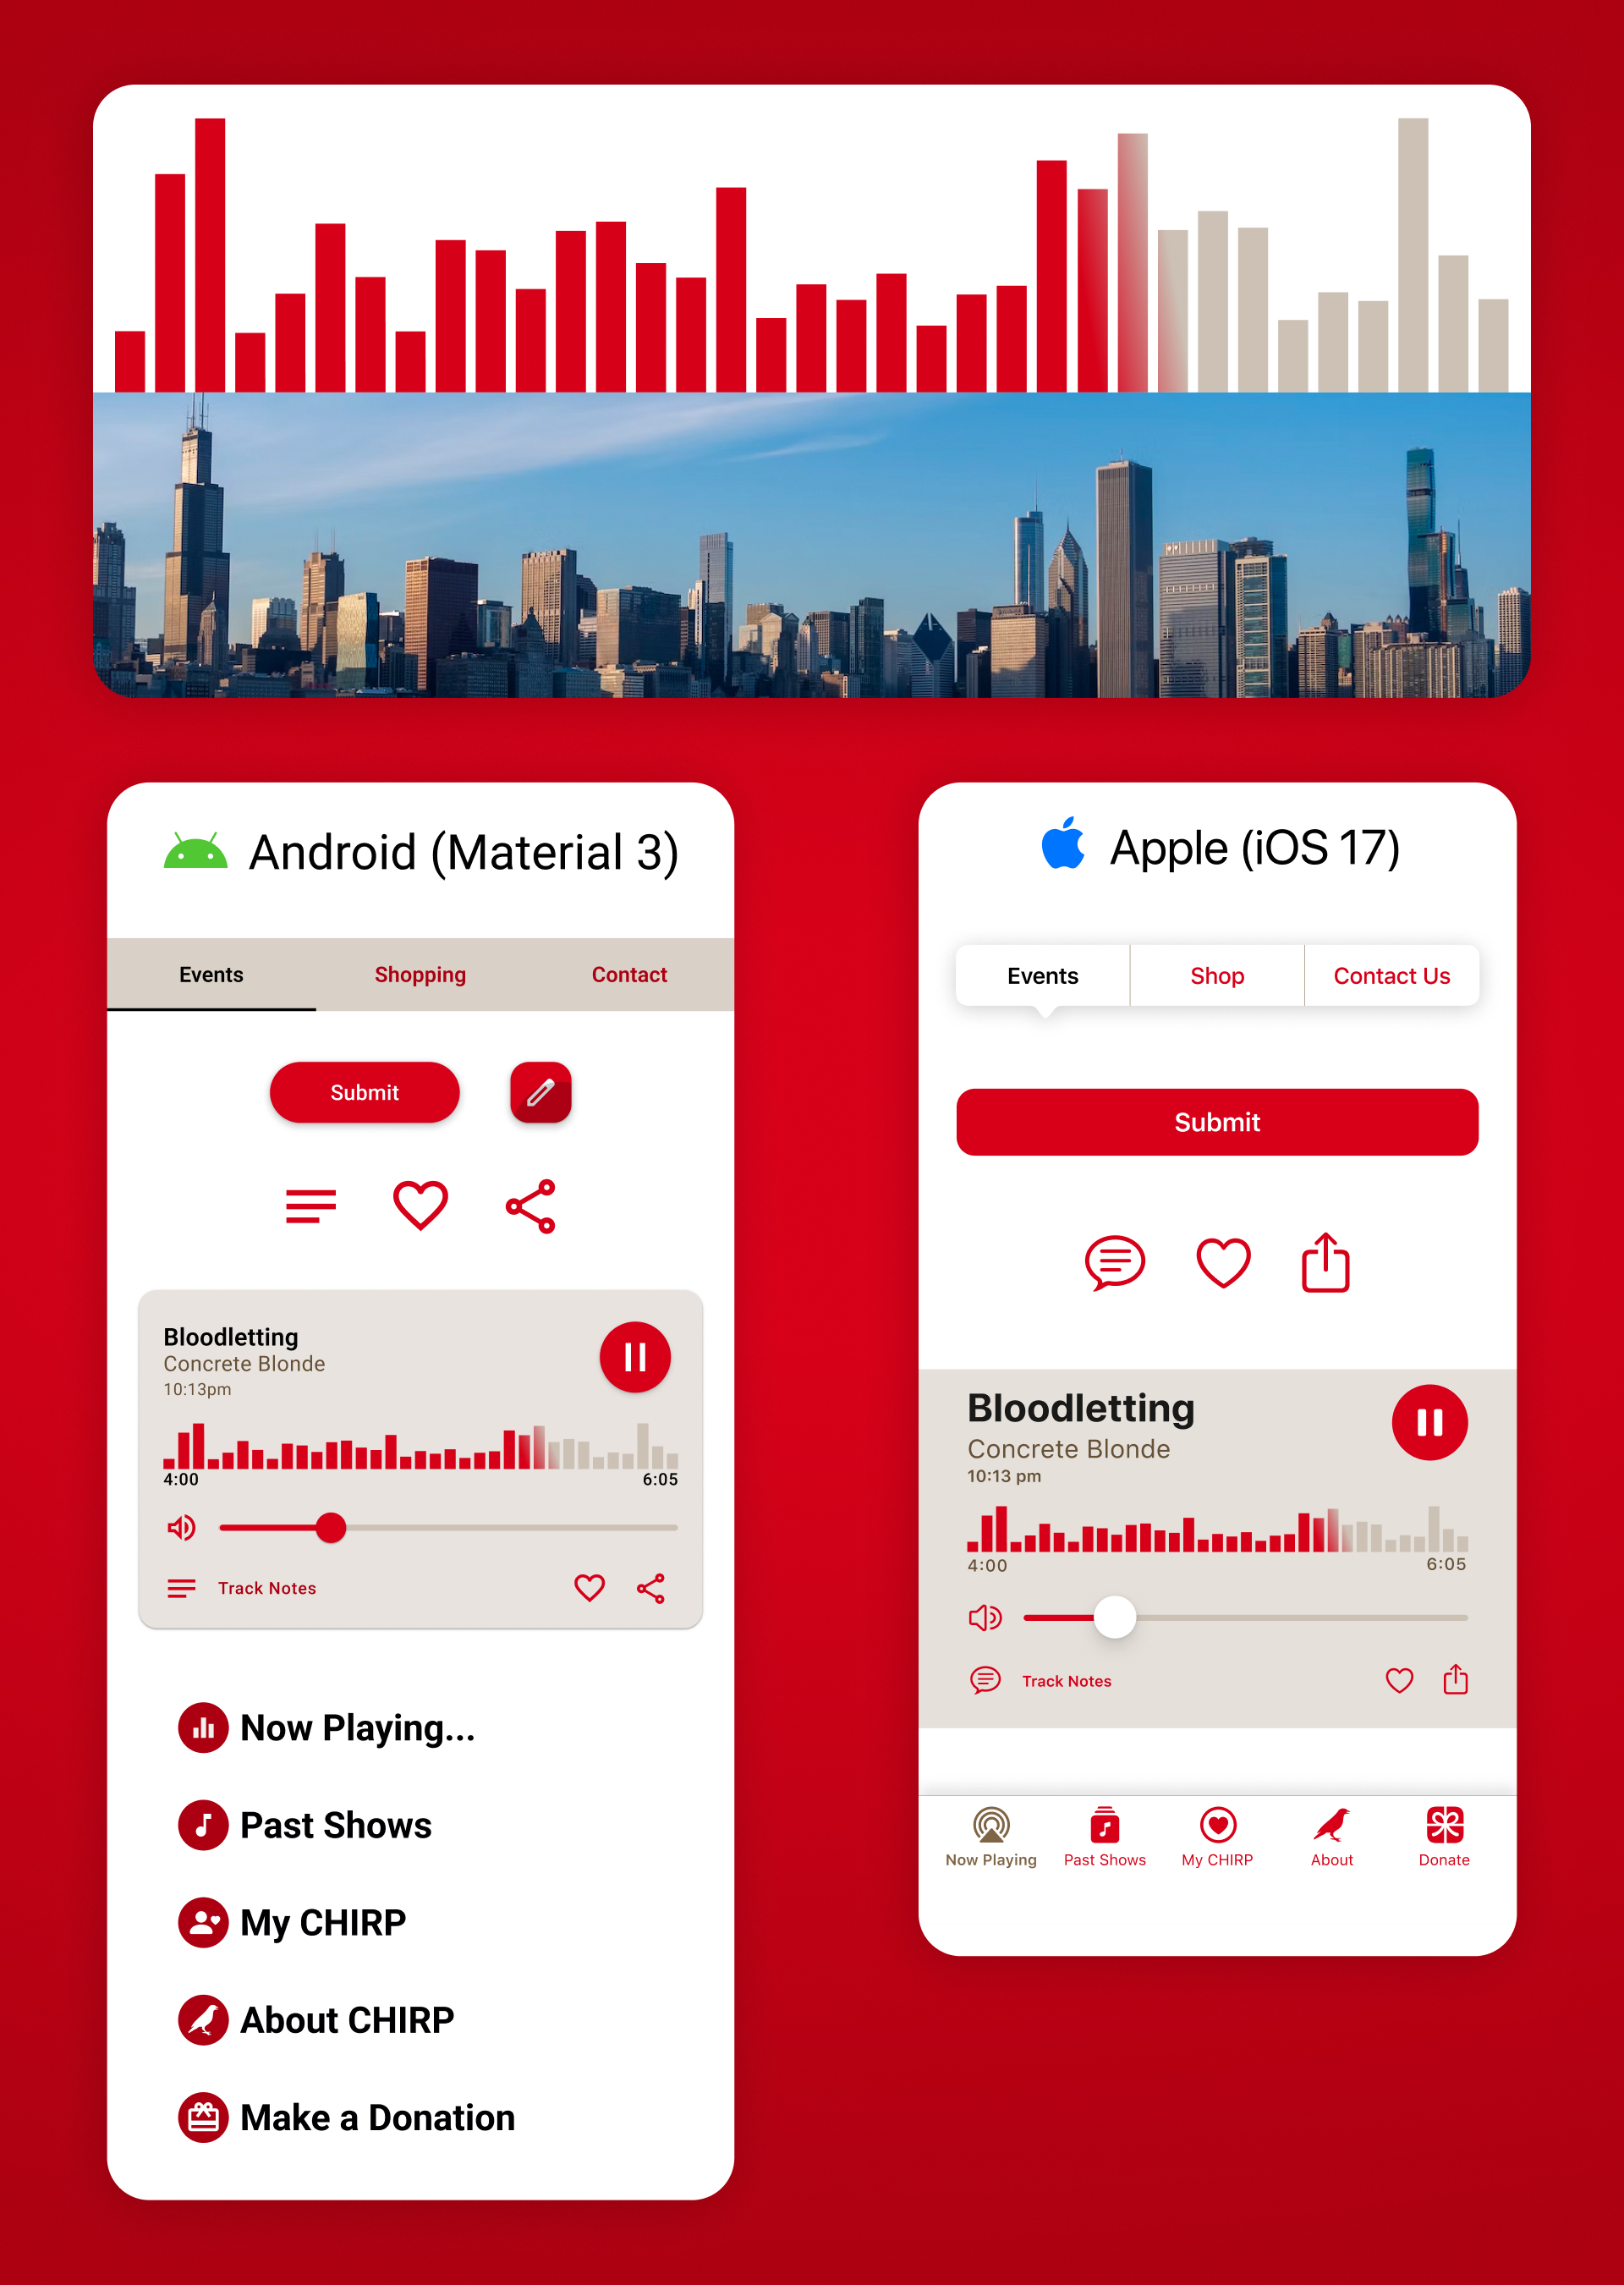 Android (Material 3)
Events
Shopping
Contact
Submit
Bloodletting
Concrete Blonde
10:13pm
4:00
6:05
Track Notes
Now Playing...
Past Shows
My CHIRP
About CHIRP
Make a Donation
Apple (iOS 17)
Events
Shop
Contact Us
Submit
Bloodletting
Concrete Blonde
10:13 pm
4:00
6:05
Track Notes
Now Playing
Past Shows
My CHIRP
About
Donate